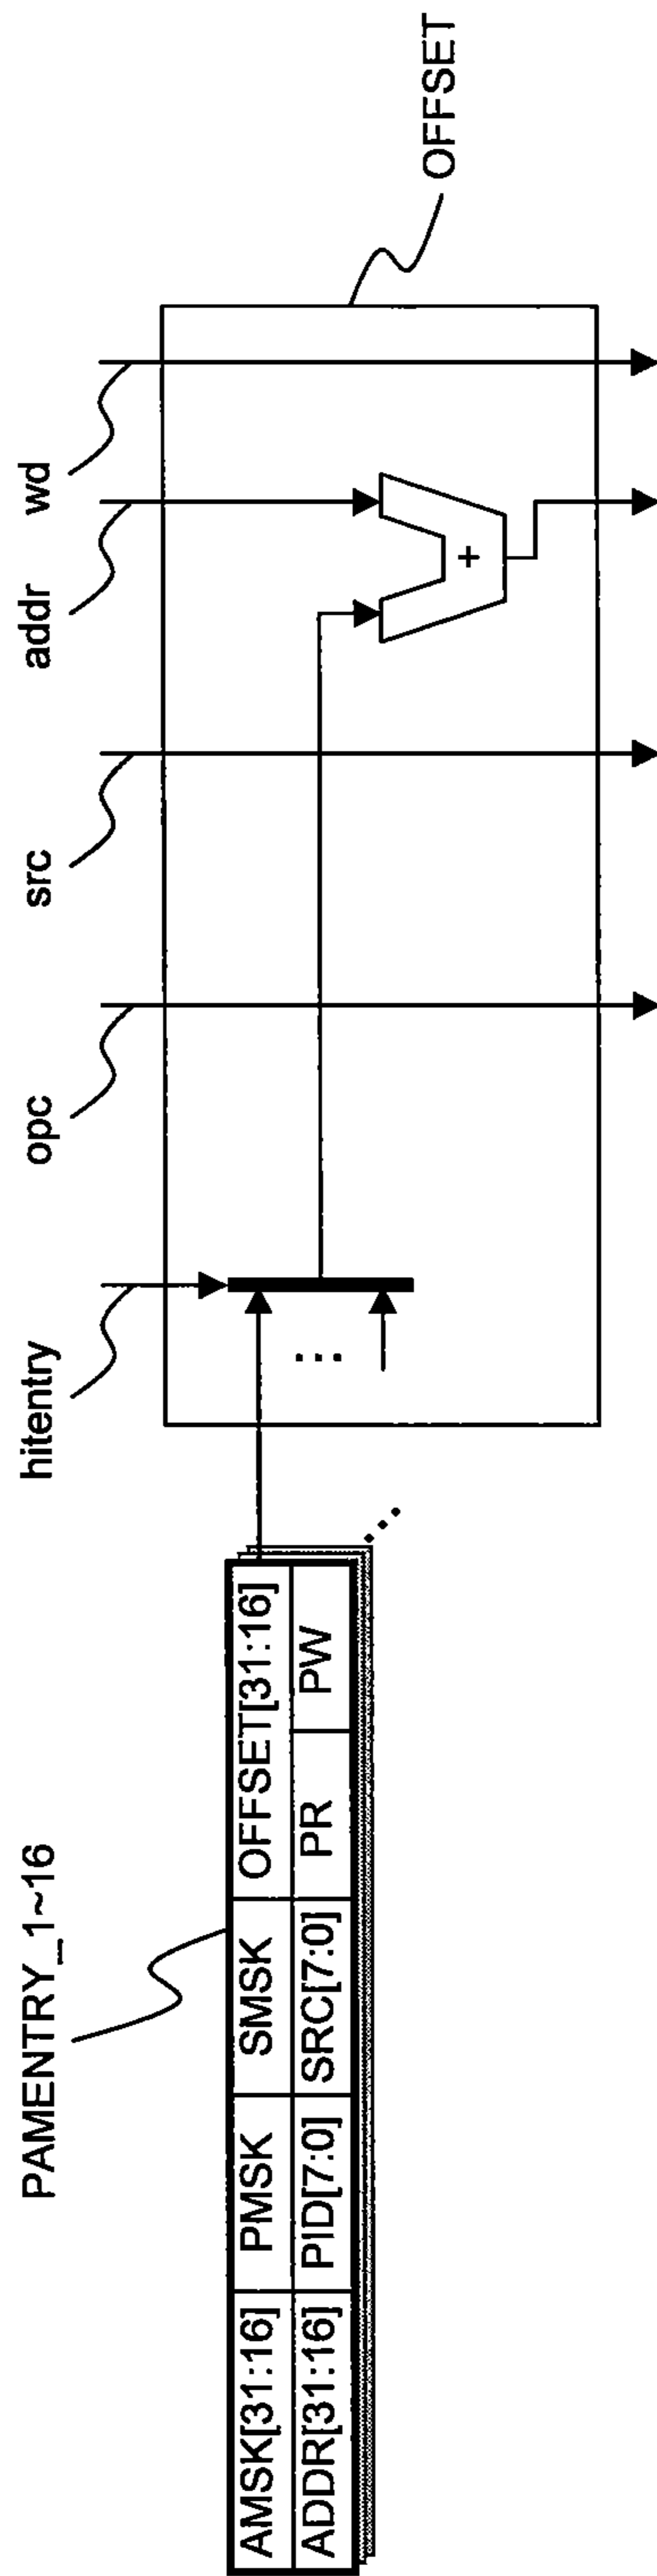 PAMENTRY_1~16
AMSK[31:16] PMSK SMSK OFFSET[31:16]
ADDR[31:16] PID[7:0] SRC[7:0] PR PW
...
hitentry opc src addr wd
...
+
OFFSET